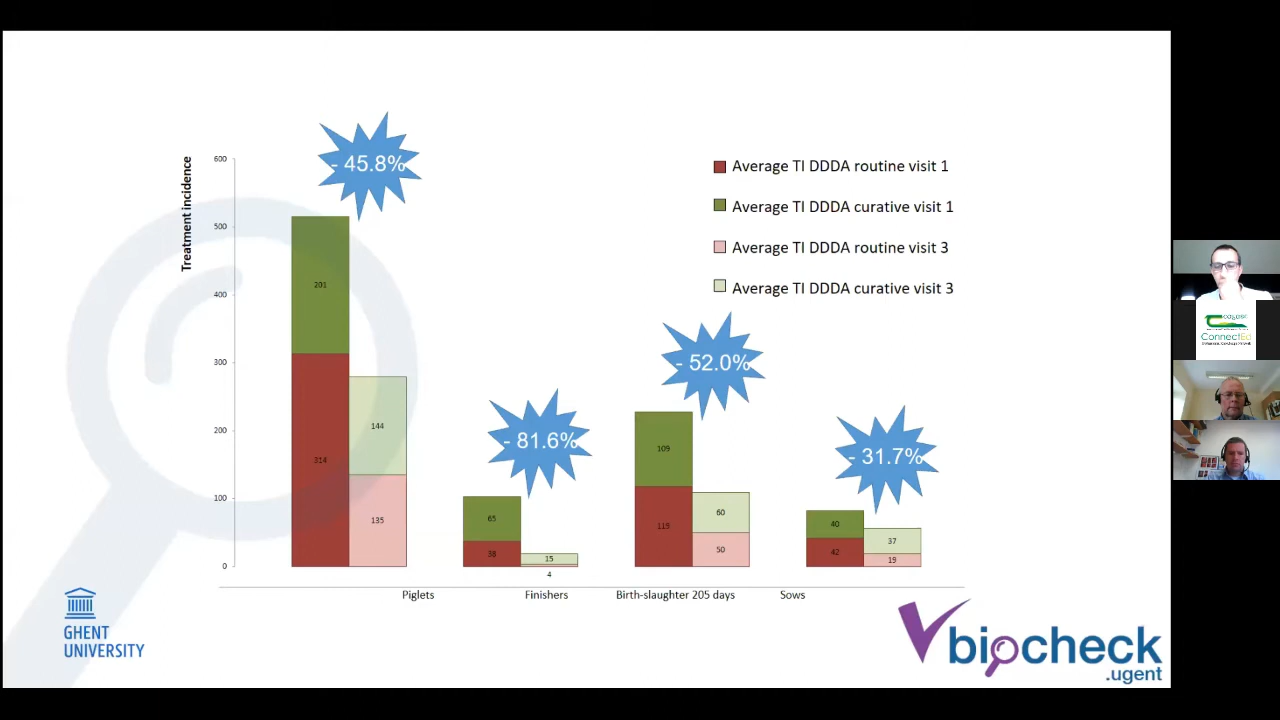 Treatment incidence
600
500
400
300
200
100
0
- 45.8%
- 81.6%
- 52.0%
- 31.7%
Average TI DDDA routine visit 1
Average TI DDDA curative visit 1
Average TI DDDA routine visit 3
Average TI DDDA curative visit 3
201
314
144
135
65
38
15
4
109
119
60
50
40
42
37
19
Piglets
Finishers
Birth-slaughter 205 days
Sows
GHENT
UNIVERSITY
biocheck
.ugent
ConnectEd